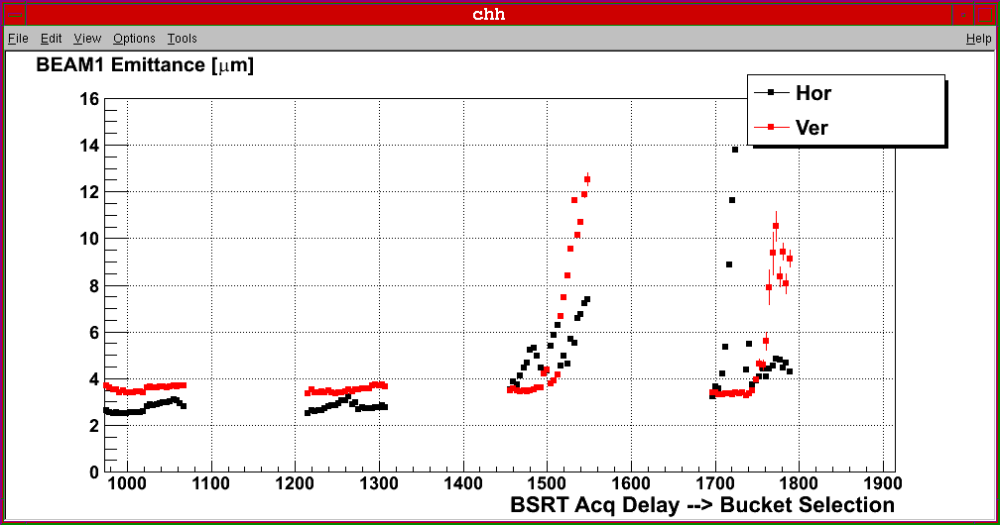 chh
File Edit View Options Tools Help
BEAM1 Emittance [μm]
Hor
Ver
16
14
12
10
8
6
4
2
0
1000 1100 1200 1300 1400 1500 1600 1700 1800 1900
BSRT Acq Delay --> Bucket Selection